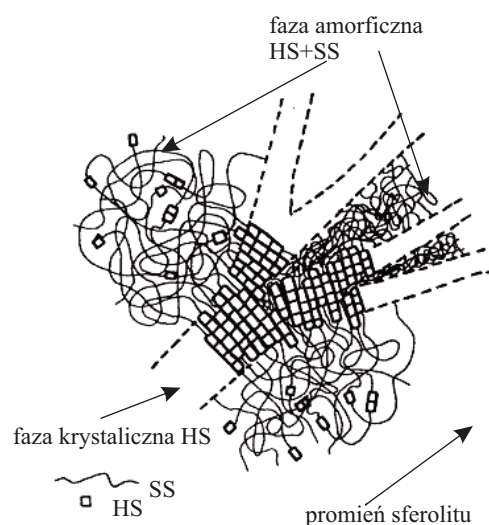 faza amorficzna
HS+SS
faza krystaliczna HS
SS
HS
promień sferolitu